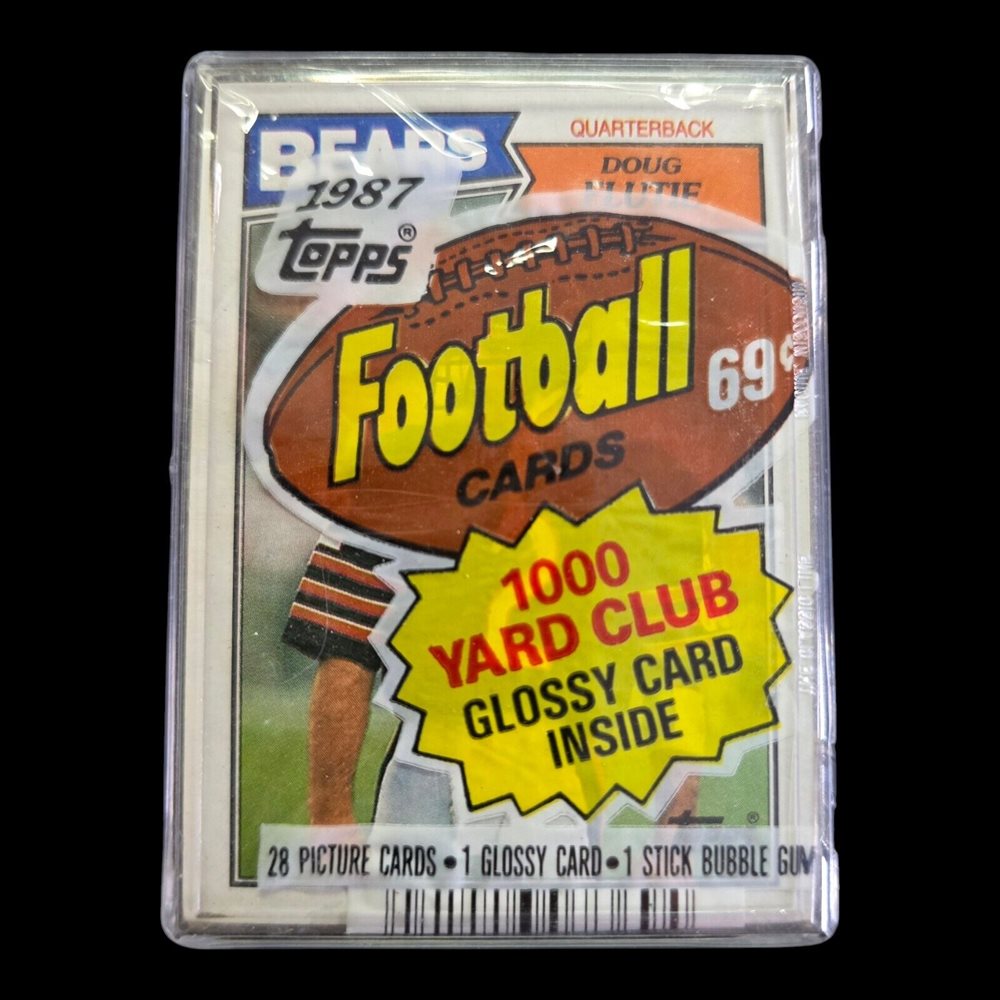 BEARS
QUARTERBACK
DOUG
FLUTIE
1987
TOPPS®
Football
69¢
CARDS
1000
YARD CLUB
GLOSSY CARD
INSIDE
®
28 PICTURE CARDS • 1 GLOSSY CARD • 1 STICK BUBBLE GUM